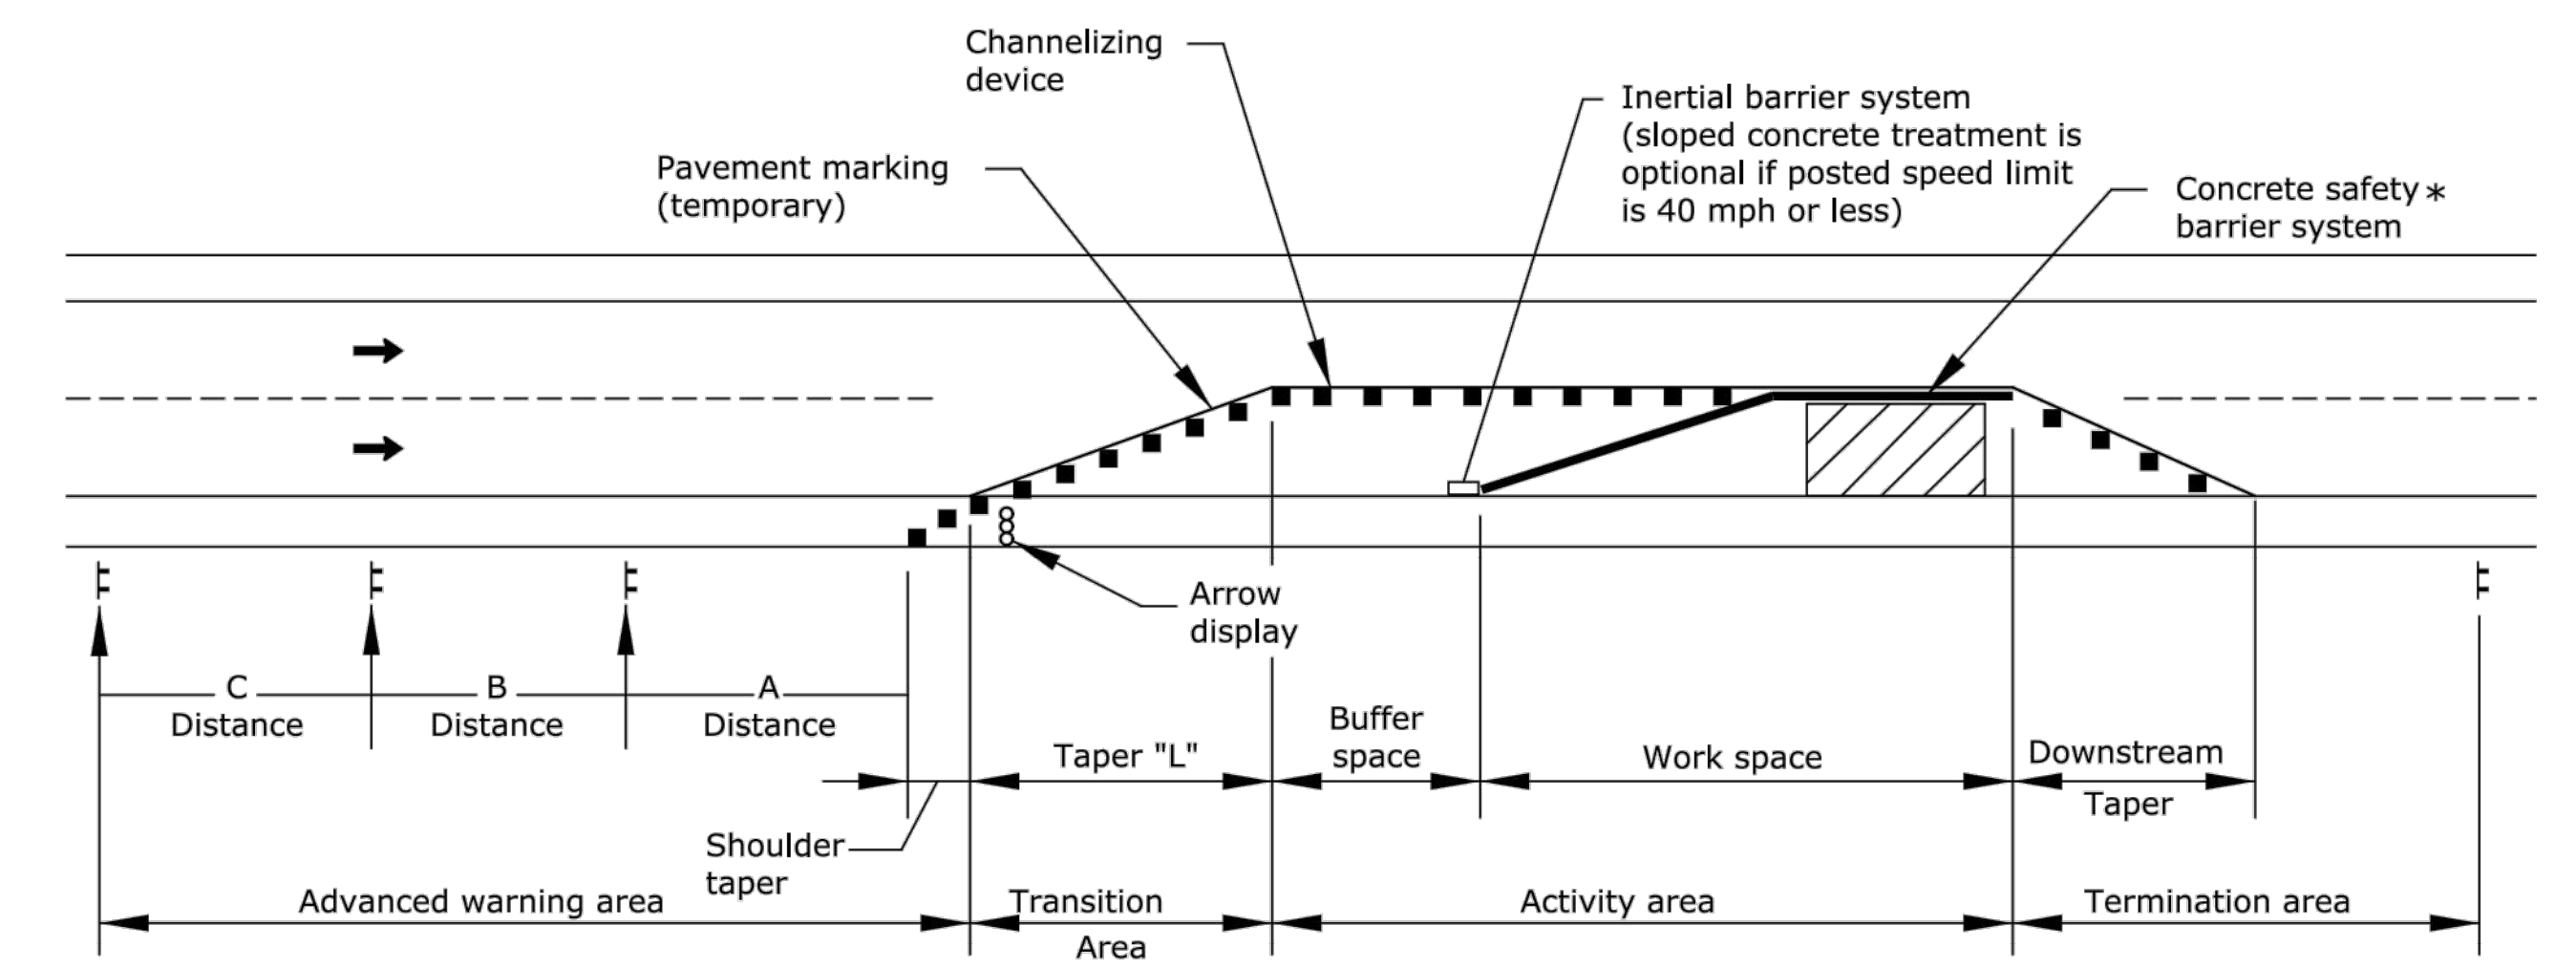 Channelizing
device
Inertial barrier system
(sloped concrete treatment is
optional if posted speed limit
is 40 mph or less)
Pavement marking
(temporary)
Concrete safety*
barrier system
Arrow
display
C
Distance
B
Distance
A
Distance
Buffer
space
Taper "L"
Work space
Downstream
Taper
Shoulder
taper
Advanced warning area
Transition
Area
Activity area
Termination area